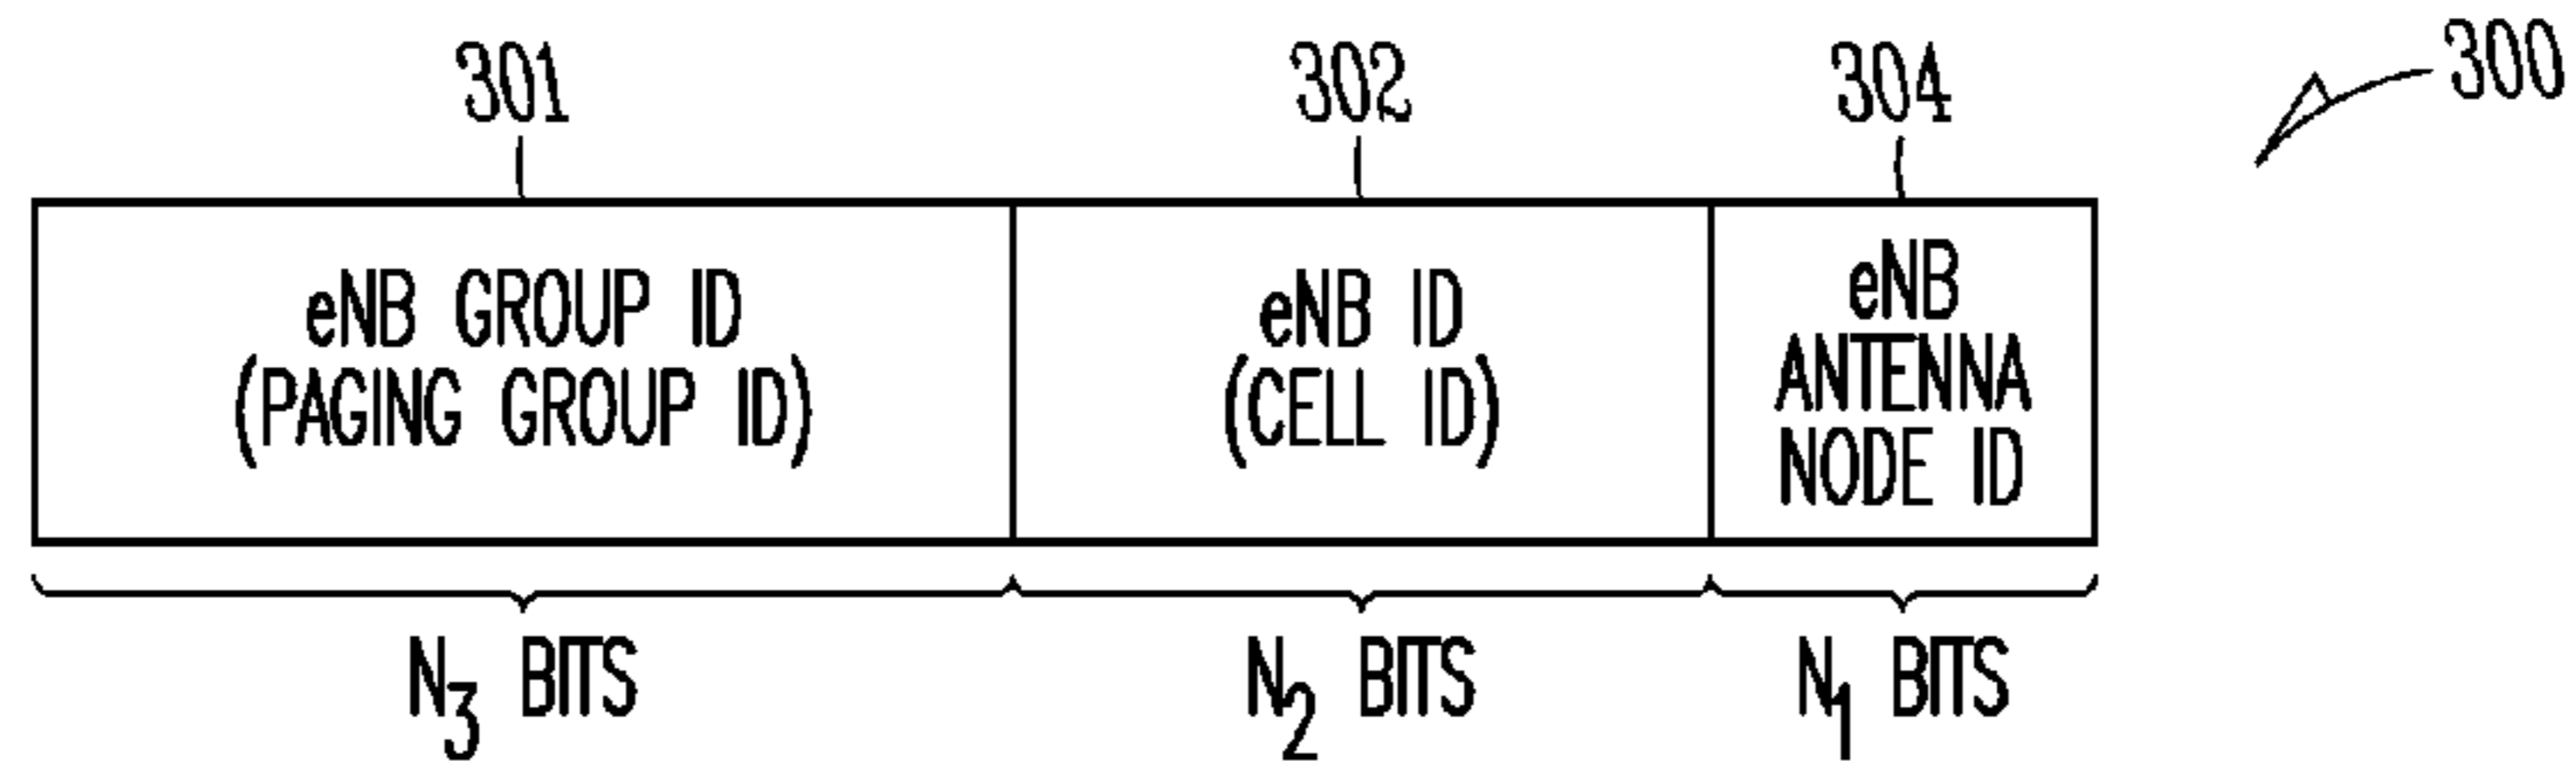 301 302 304 300
eNB GROUP ID
(PAGING GROUP ID)
eNB ID
(CELL ID)
eNB
ANTENNA
NODE ID
N3 BITS N2 BITS N1 BITS